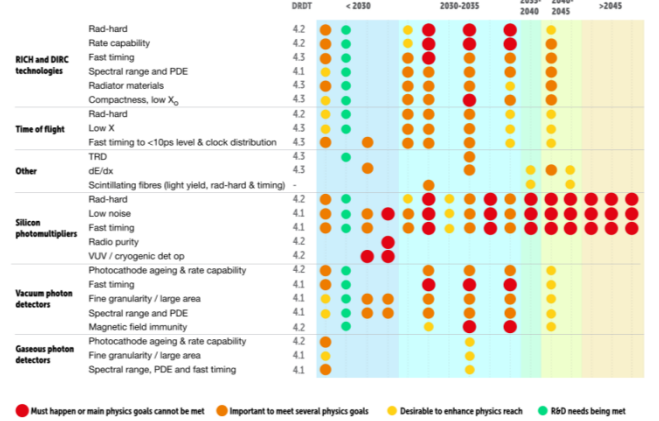 DRDT < 2030 2030-2035 2035-2040 2040-2045 >2045
RICH and DIRC technologies
Rad-hard 4.2
Rate capability 4.2
Fast timing 4.3
Spectral range and PDE 4.1
Radiator materials 4.3
Compactness, low X₀ 4.3
Time of flight
Rad-hard 4.2
Low X 4.3
Fast timing to <10ps level & clock distribution 4.3
Other
TRD 4.3
dE/dx 4.3
Scintillating fibres (light yield, rad-hard & timing) -
Silicon photomultipliers
Rad-hard 4.2
Low noise 4.1
Fast timing 4.1
Radio purity 4.2
VUV / cryogenic det op 4.2
Vacuum photon detectors
Photocathode ageing & rate capability 4.2
Fast timing 4.1
Fine granularity / large area 4.1
Spectral range and PDE 4.1
Magnetic field immunity 4.2
Gaseous photon detectors
Photocathode ageing & rate capability 4.2
Fine granularity / large area 4.1
Spectral range, PDE and fast timing 4.1
Must happen or main physics goals cannot be met Important to meet several physics goals Desirable to enhance physics reach R&D needs being met